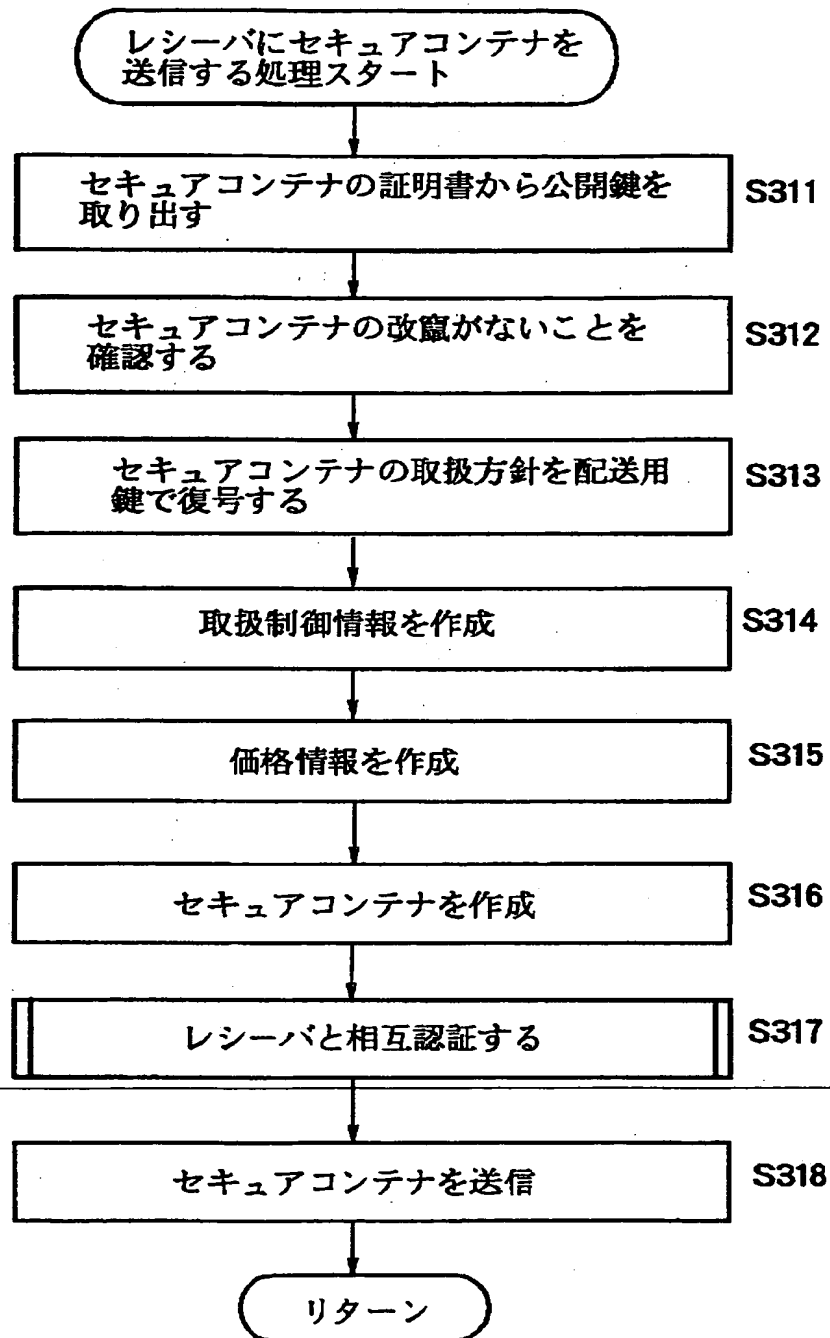 レシーバにセキュアコンテナを
送信する処理スタート
セキュアコンテナの証明書から公開鍵を
取り出す
S311
セキュアコンテナの改竄がないことを
確認する
S312
セキュアコンテナの取扱方針を配送用
鍵で復号する
S313
取扱制御情報を作成
S314
価格情報を作成
S315
セキュアコンテナを作成
S316
レシーバと相互認証する
S317
セキュアコンテナを送信
S318
リターン